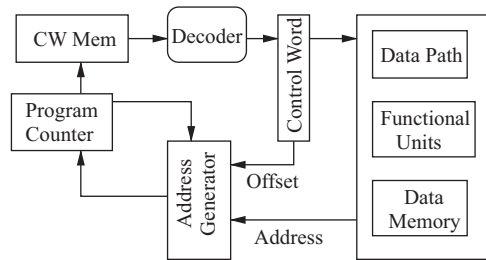 CW Mem
Decoder
Control Word
Data Path
Program
Counter
Functional
Units
Address
Generator
Offset
Data
Memory
Address